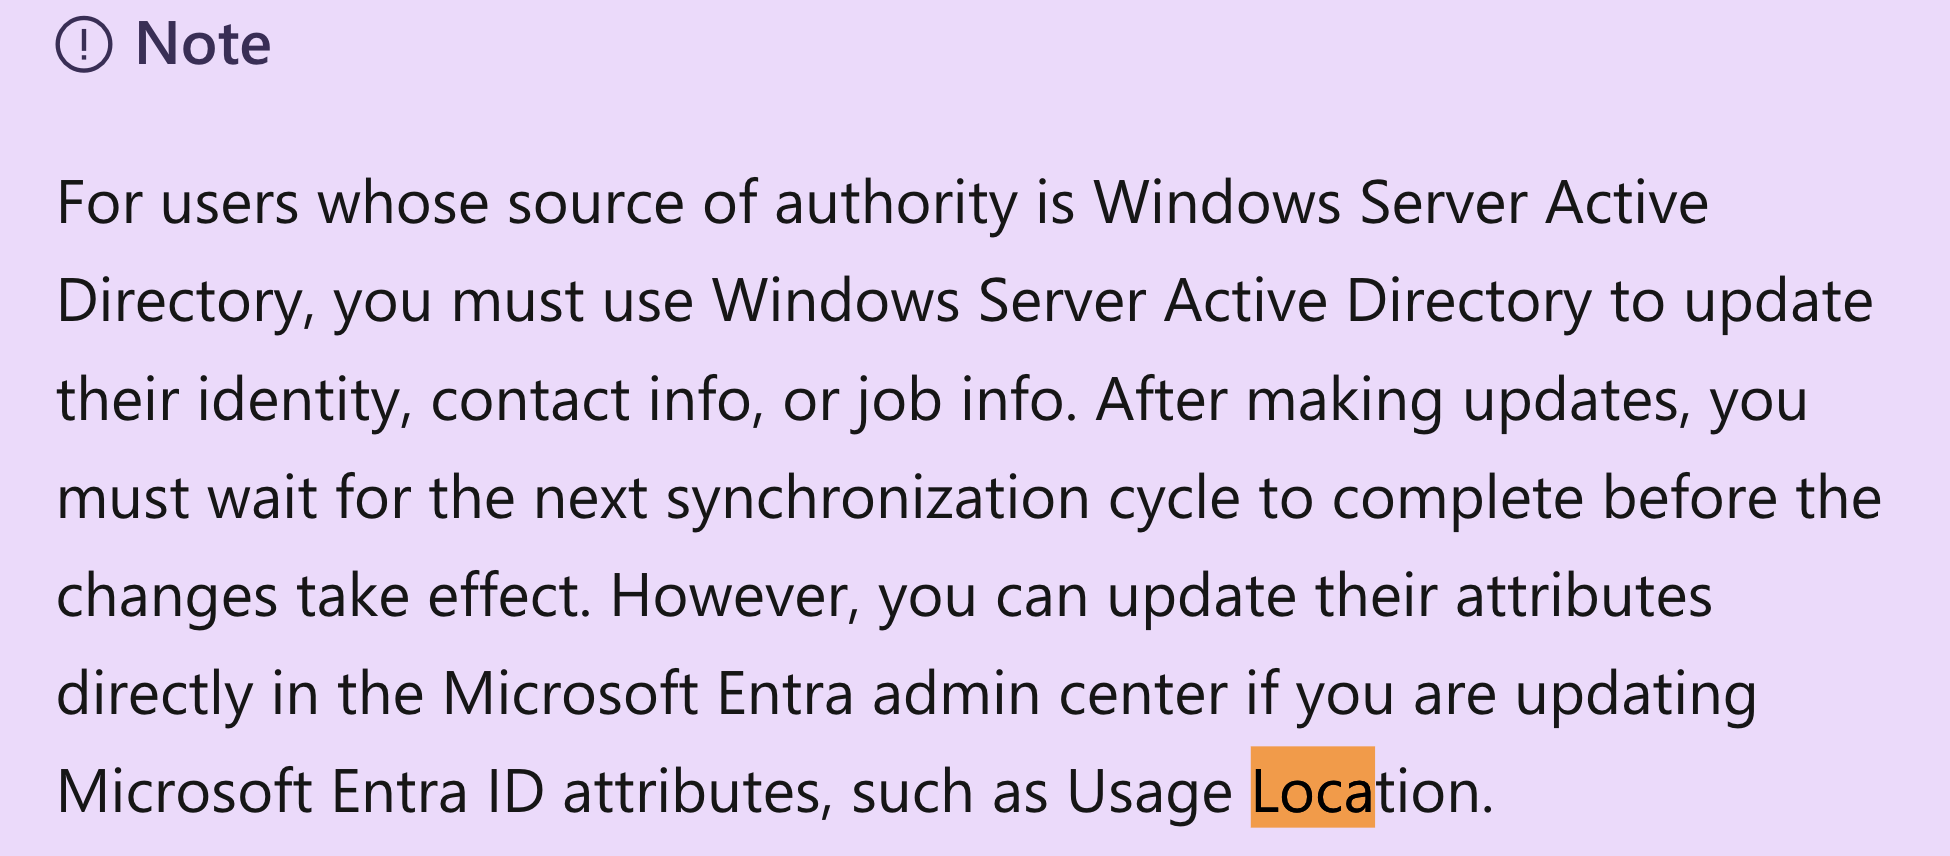 Note
For users whose source of authority is Windows Server Active
Directory, you must use Windows Server Active Directory to update
their identity, contact info, or job info. After making updates, you
must wait for the next synchronization cycle to complete before the
changes take effect. However, you can update their attributes
directly in the Microsoft Entra admin center if you are updating
Microsoft Entra ID attributes, such as Usage Location.